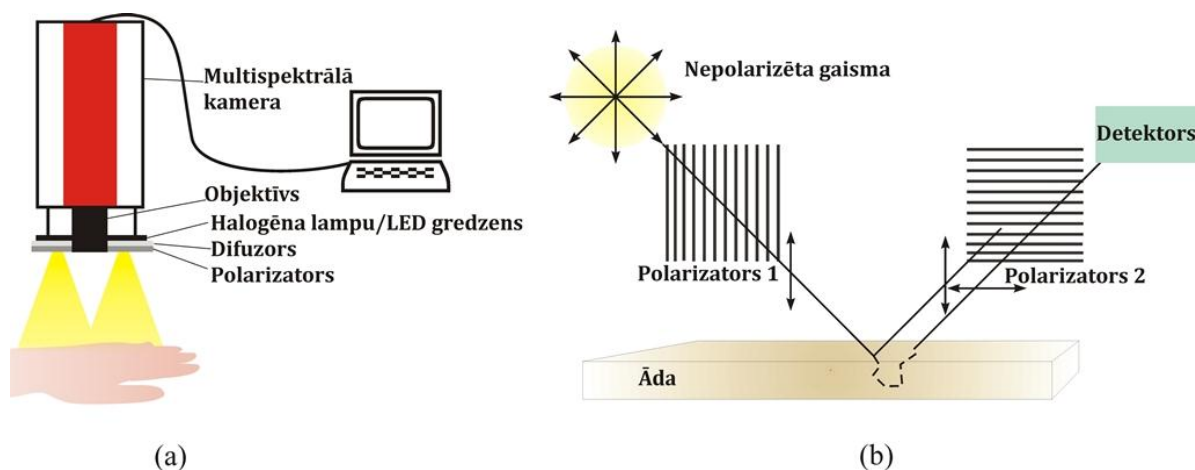 Multispektrālā
kamera
Objektīvs
Halogēna lampu/LED gredzens
Difuzors
Polarizators
(a)
Nepolarizēta gaisma
Detektors
Polarizators 1
Polarizators 2
Āda
(b)